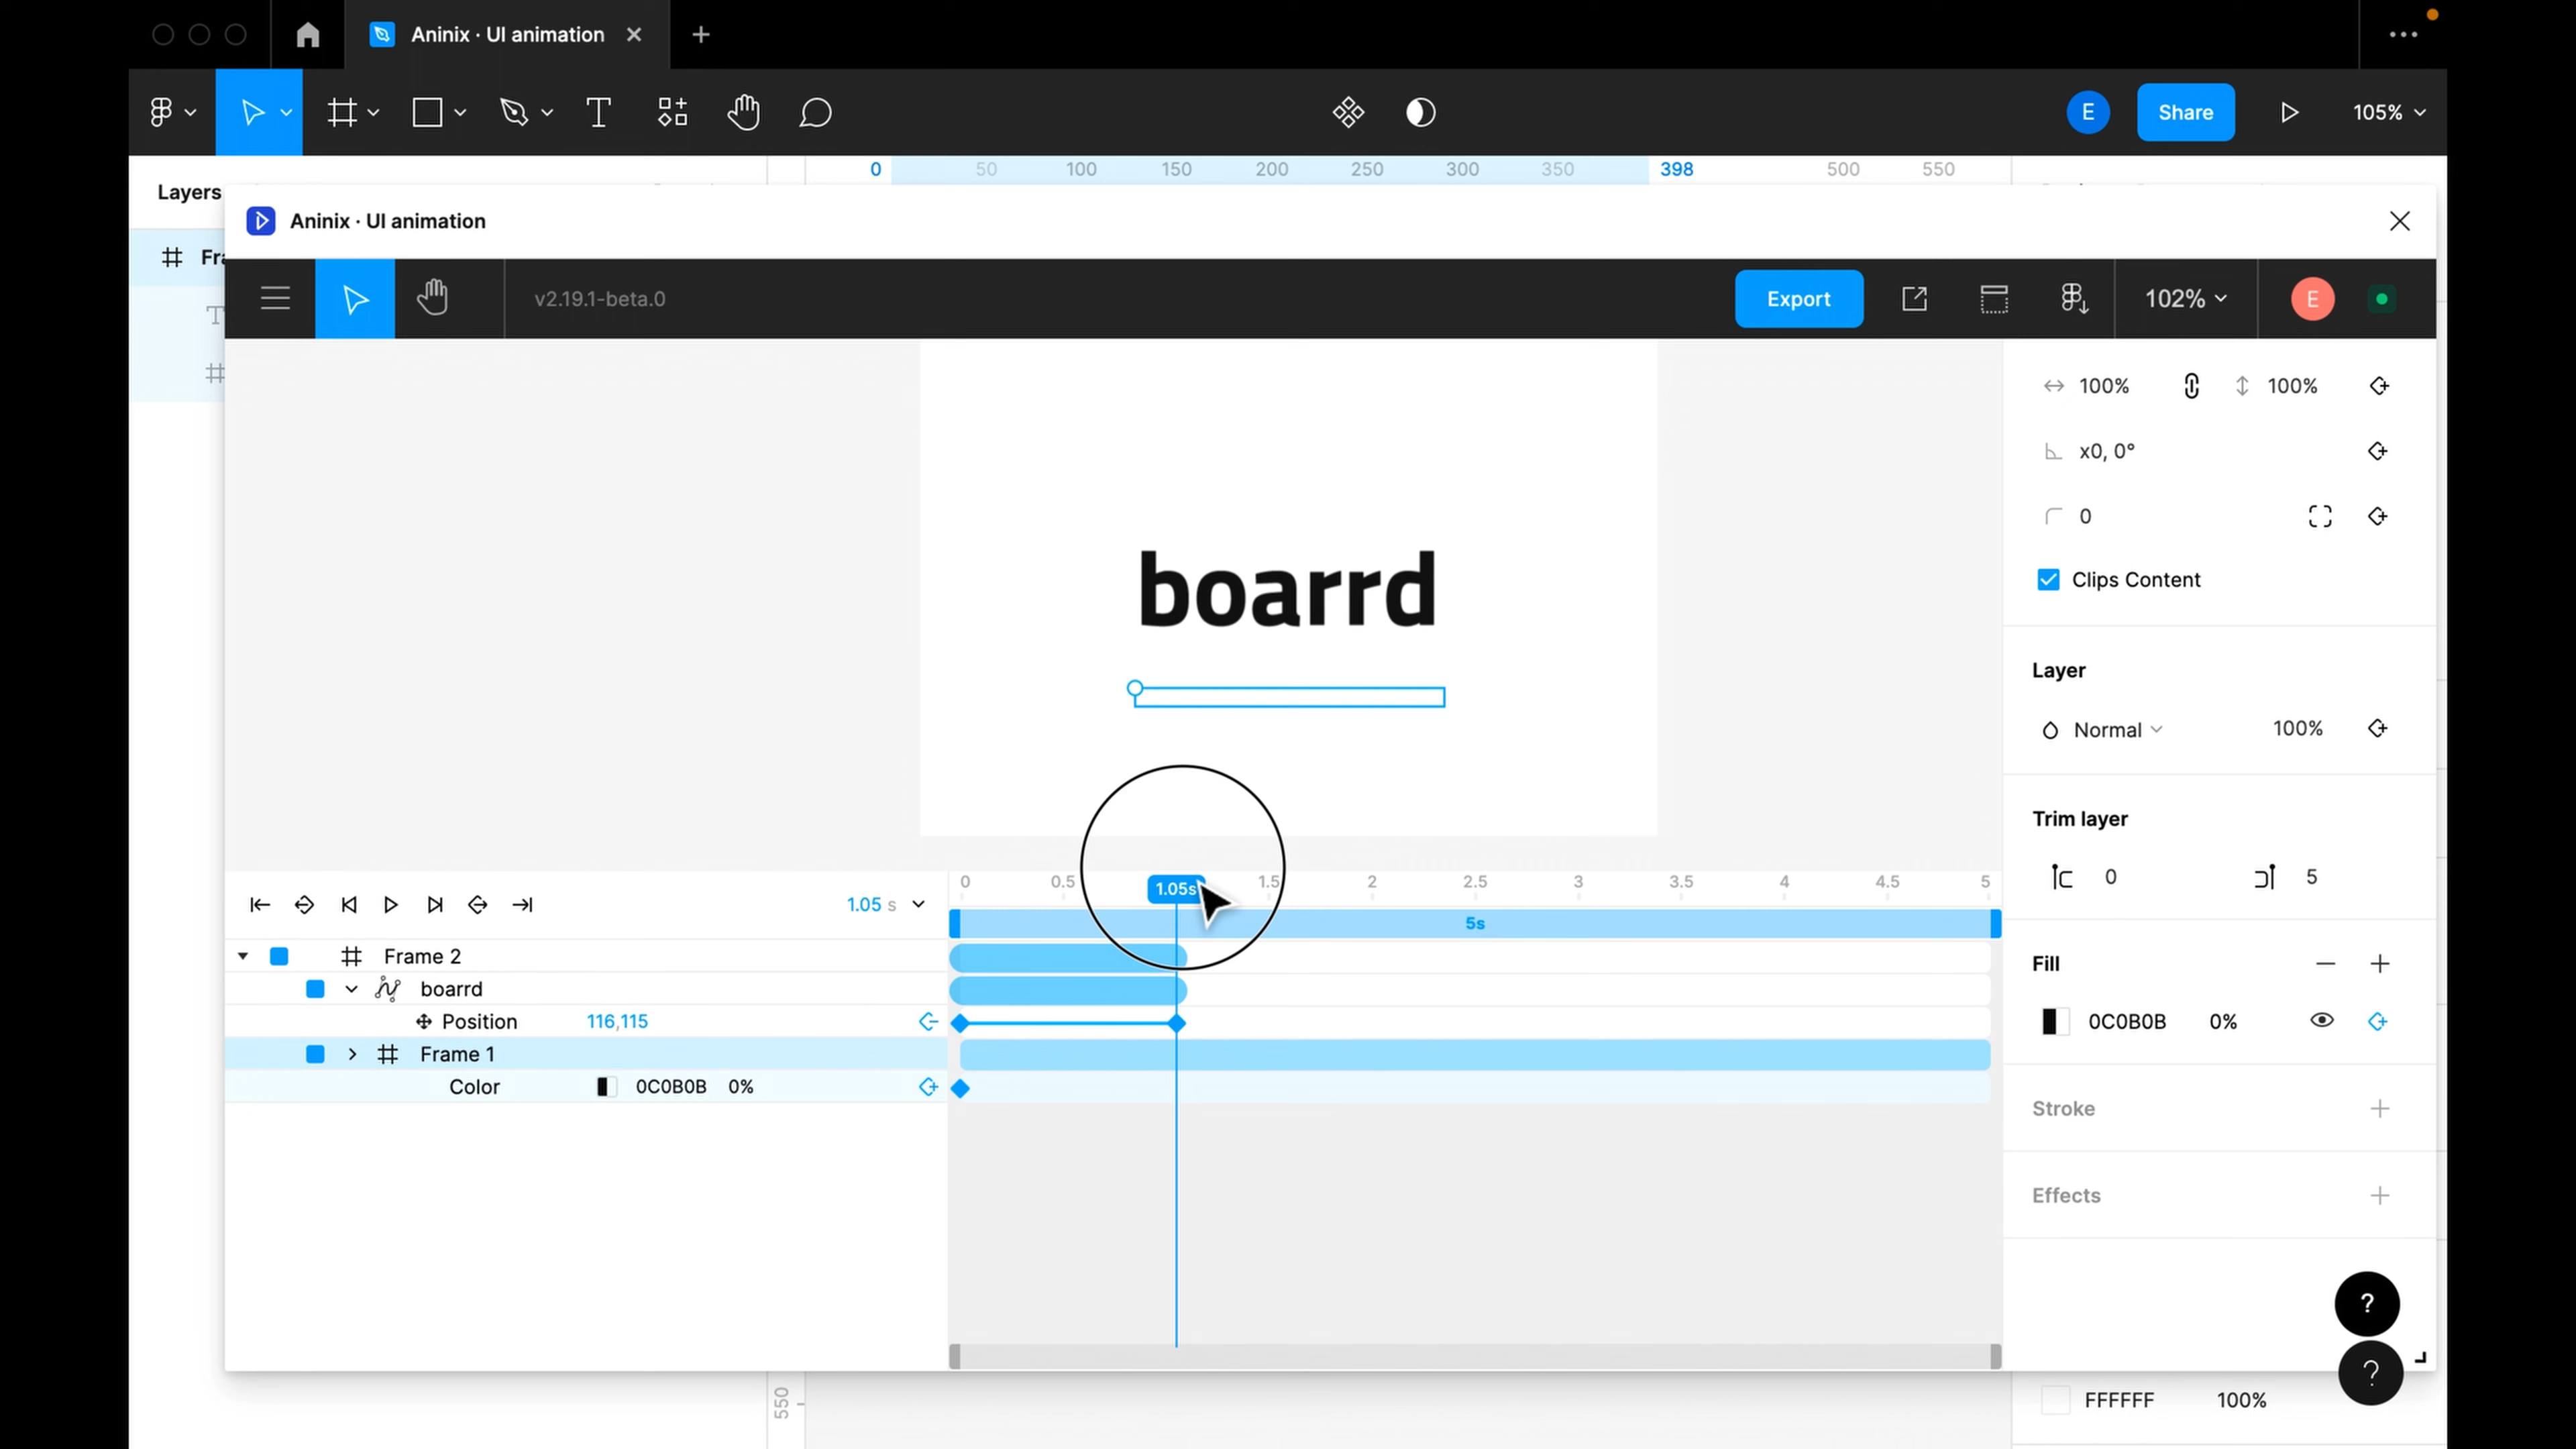 Aninix · UI animation
E
Share
105%
Layers
0 50 100 150 200 250 300 350 398 500 550
Aninix · UI animation
Fra
v2.19.1-beta.0
Export
102%
E
100% 100%
x0, 0°
0
Clips Content
boarrd
Layer
Normal 100%
Trim layer
0 5
0 0.5 1.05s 1.5 2 2.5 3 3.5 4 4.5 5
1.05 s
5s
Frame 2
boarrd
Position 116,115
Frame 1
Color 0C0B0B 0%
Fill
0C0B0B 0%
Stroke
Effects
?
?
550
FFFFFF 100%